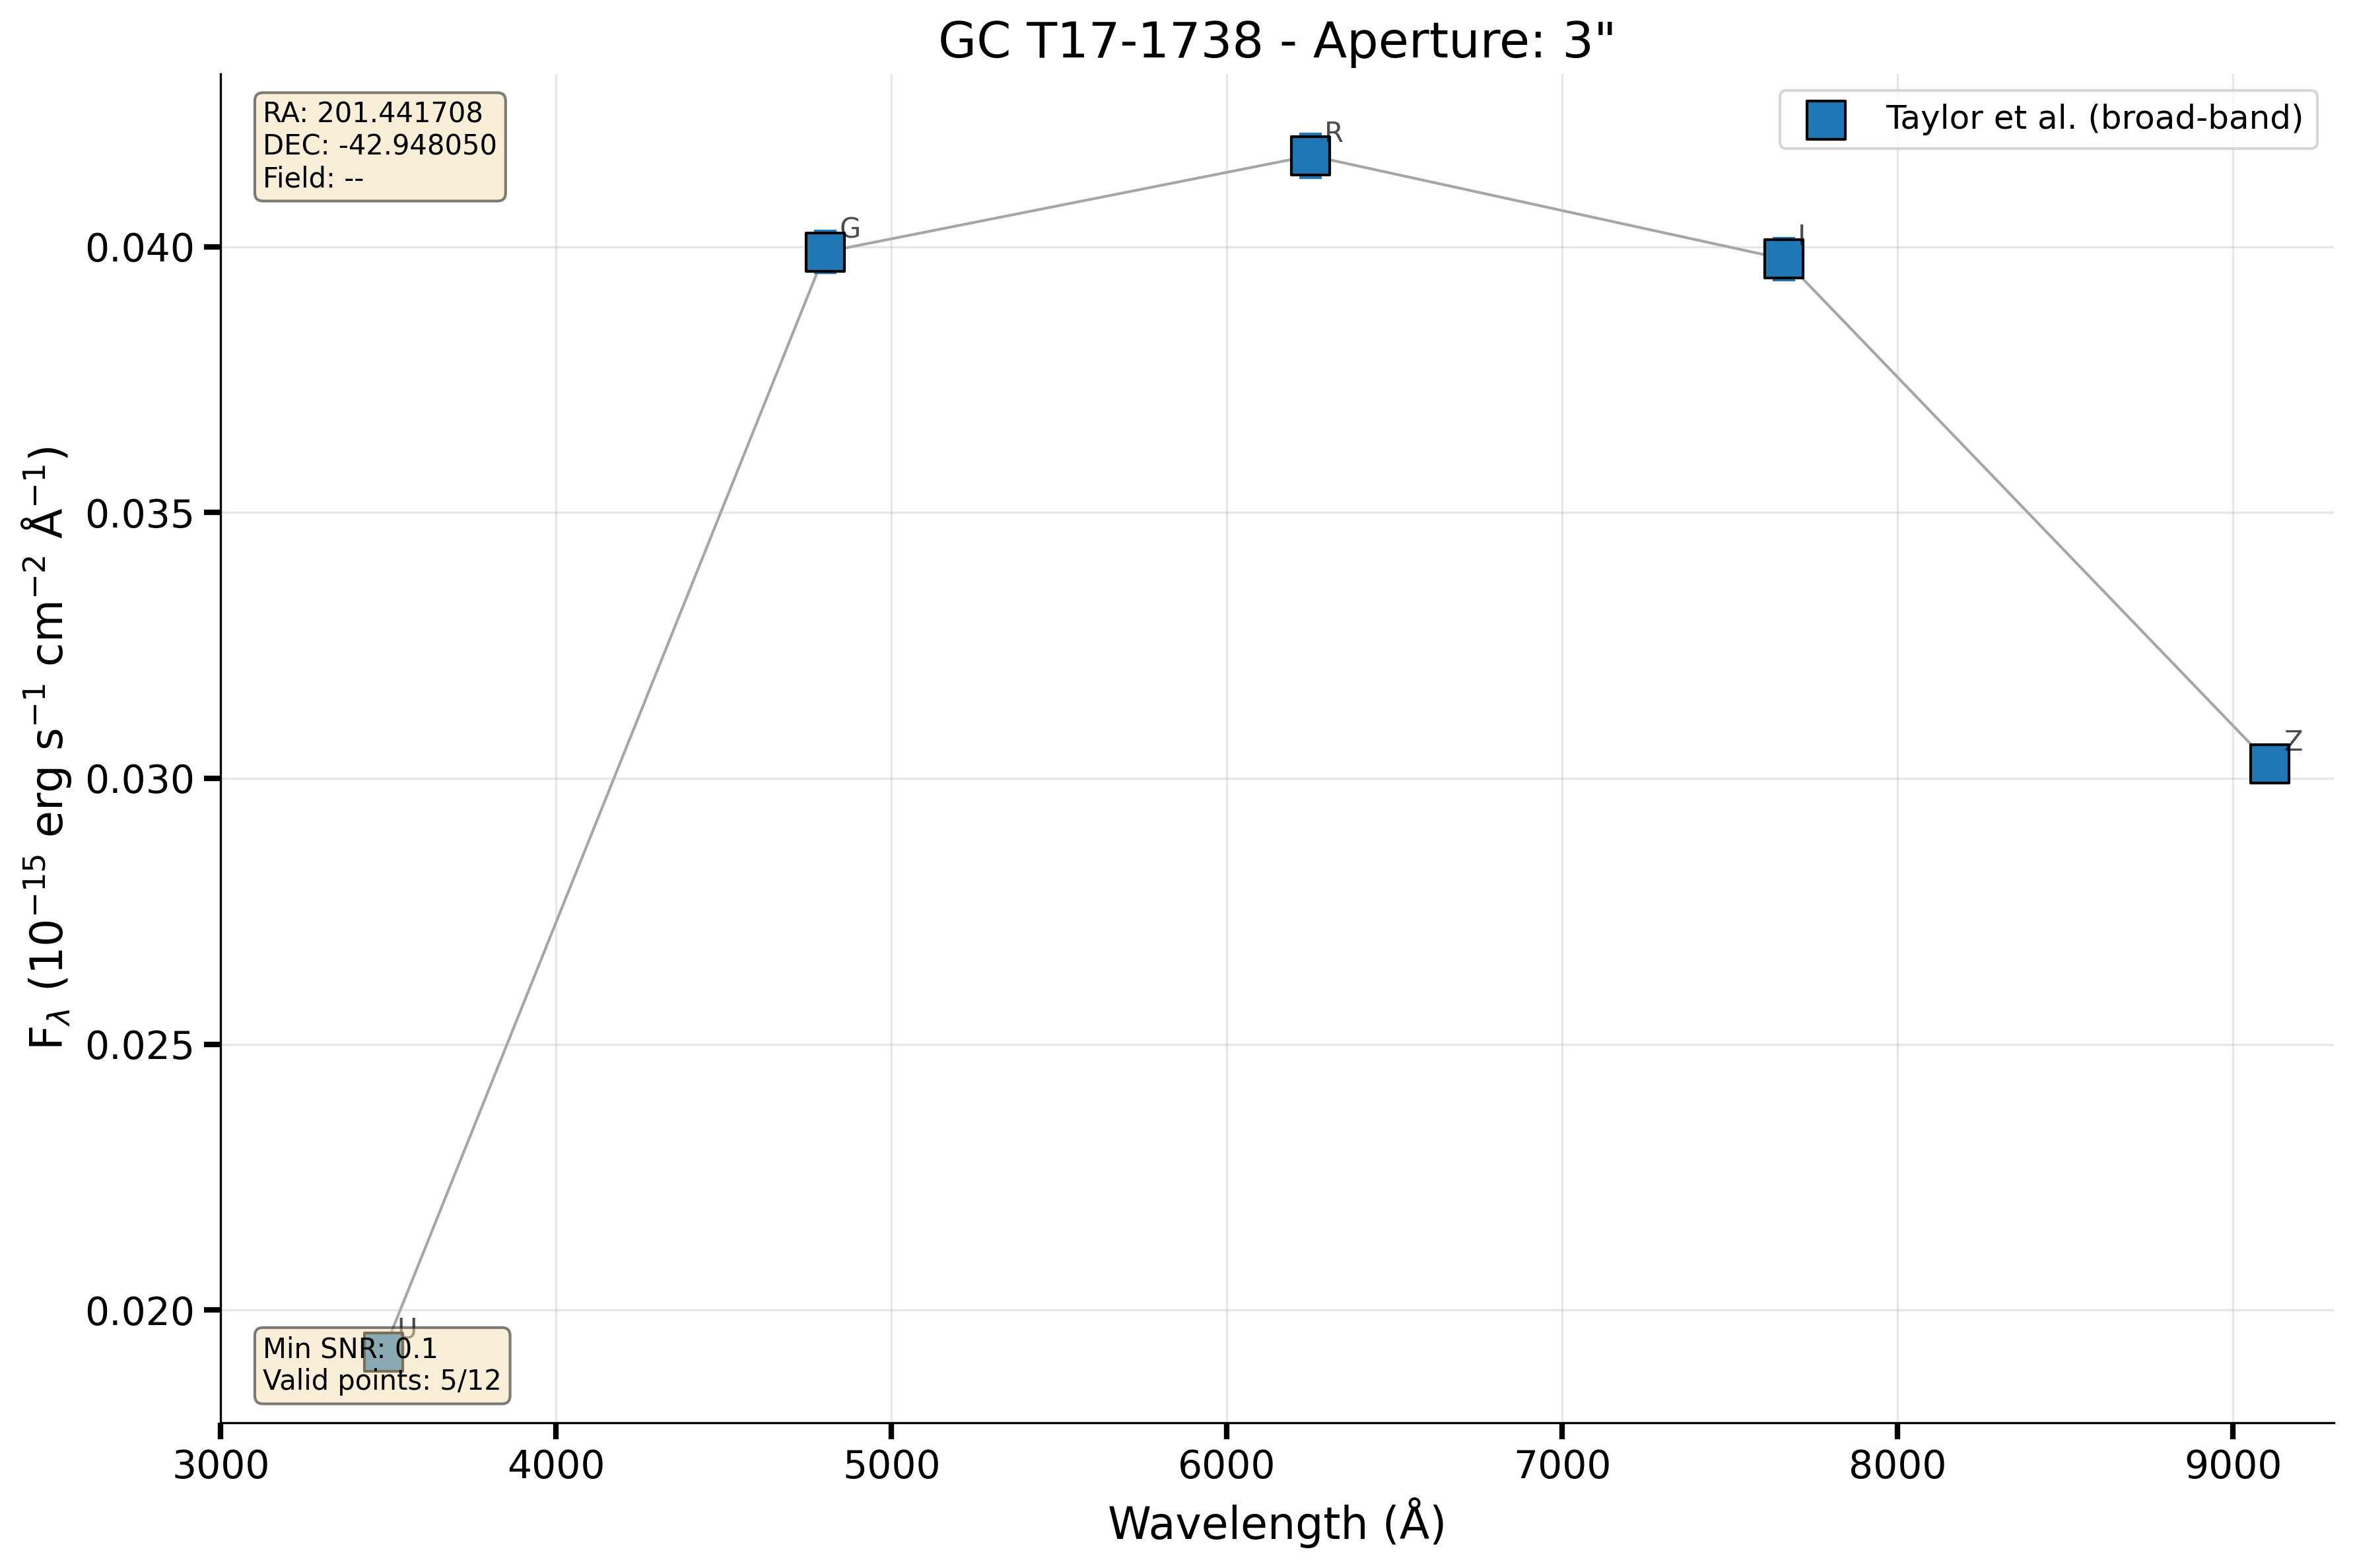 GC T17-1738 - Aperture: 3"
RA: 201.441708
DEC: -42.948050
Field: --
Taylor et al. (broad-band)
R
G
I
Z
U
Min SNR: 0.1
Valid points: 5/12
F_λ (10⁻¹⁵ erg s⁻¹ cm⁻² Å⁻¹)
0.040
0.035
0.030
0.025
0.020
3000 4000 5000 6000 7000 8000 9000
Wavelength (Å)